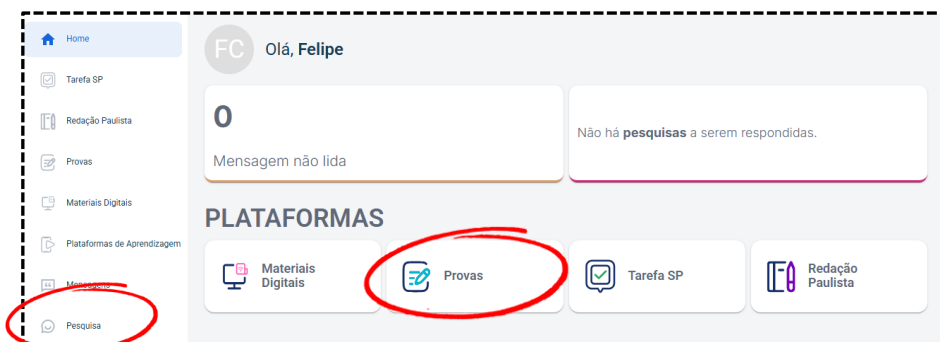 Home
Tarefa SP
Redação Paulista
Provas
Materiais Digitais
Plataformas de Aprendizagem
Mensagens
Pesquisa
FC
Olá, Felipe
0
Mensagem não lida
Não há pesquisas a serem respondidas.
PLATAFORMAS
Materiais
Digitais
Provas
Tarefa SP
Redação
Paulista